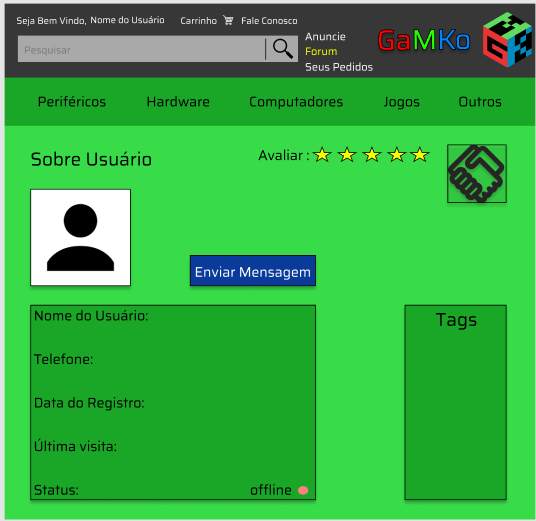 Seja Bem Vindo, Nome do Usuário Carrinho Fale Conosco
Pesquisar
Anuncie
Forum
Seus Pedidos
GaMKo
Periféricos Hardware Computadores Jogos Outros
Sobre Usuário
Avaliar :
Enviar Mensagem
Nome do Usuário:
Telefone:
Data do Registro:
Última visita:
Status: offline
Tags